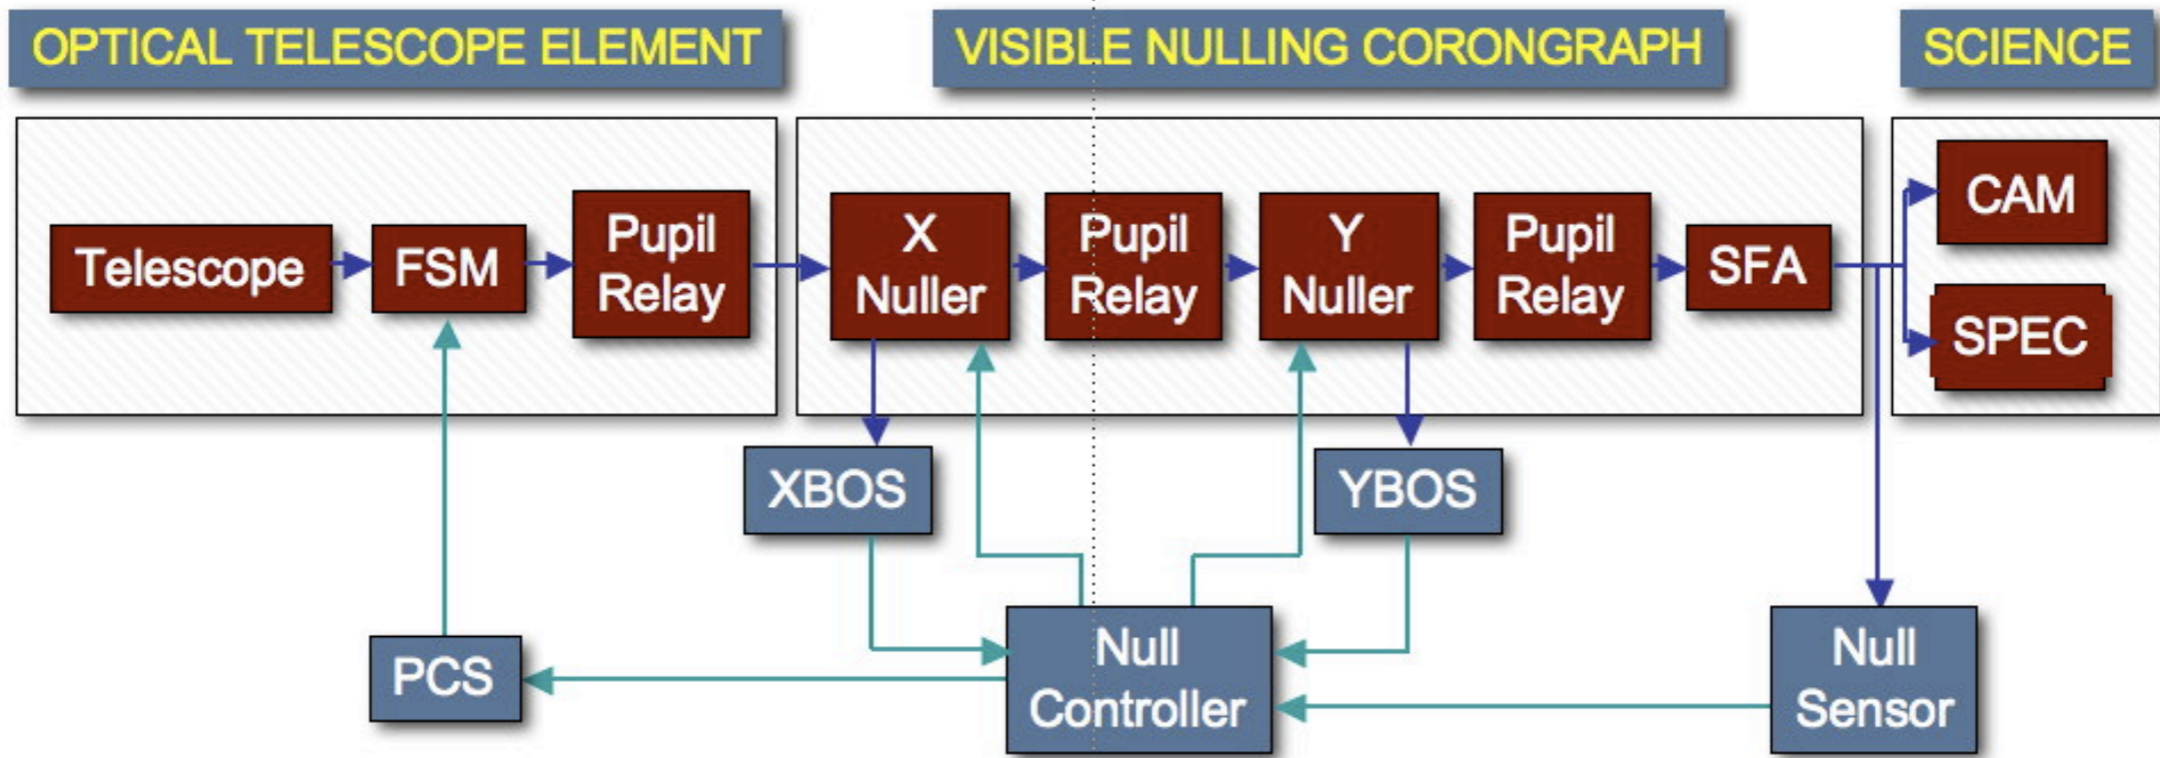 OPTICAL TELESCOPE ELEMENT
VISIBLE NULLING CORONGRAPH
SCIENCE
Telescope
FSM
Pupil
Relay
X
Nuller
Pupil
Relay
Y
Nuller
Pupil
Relay
SFA
CAM
SPEC
XBOS
YBOS
PCS
Null
Controller
Null
Sensor